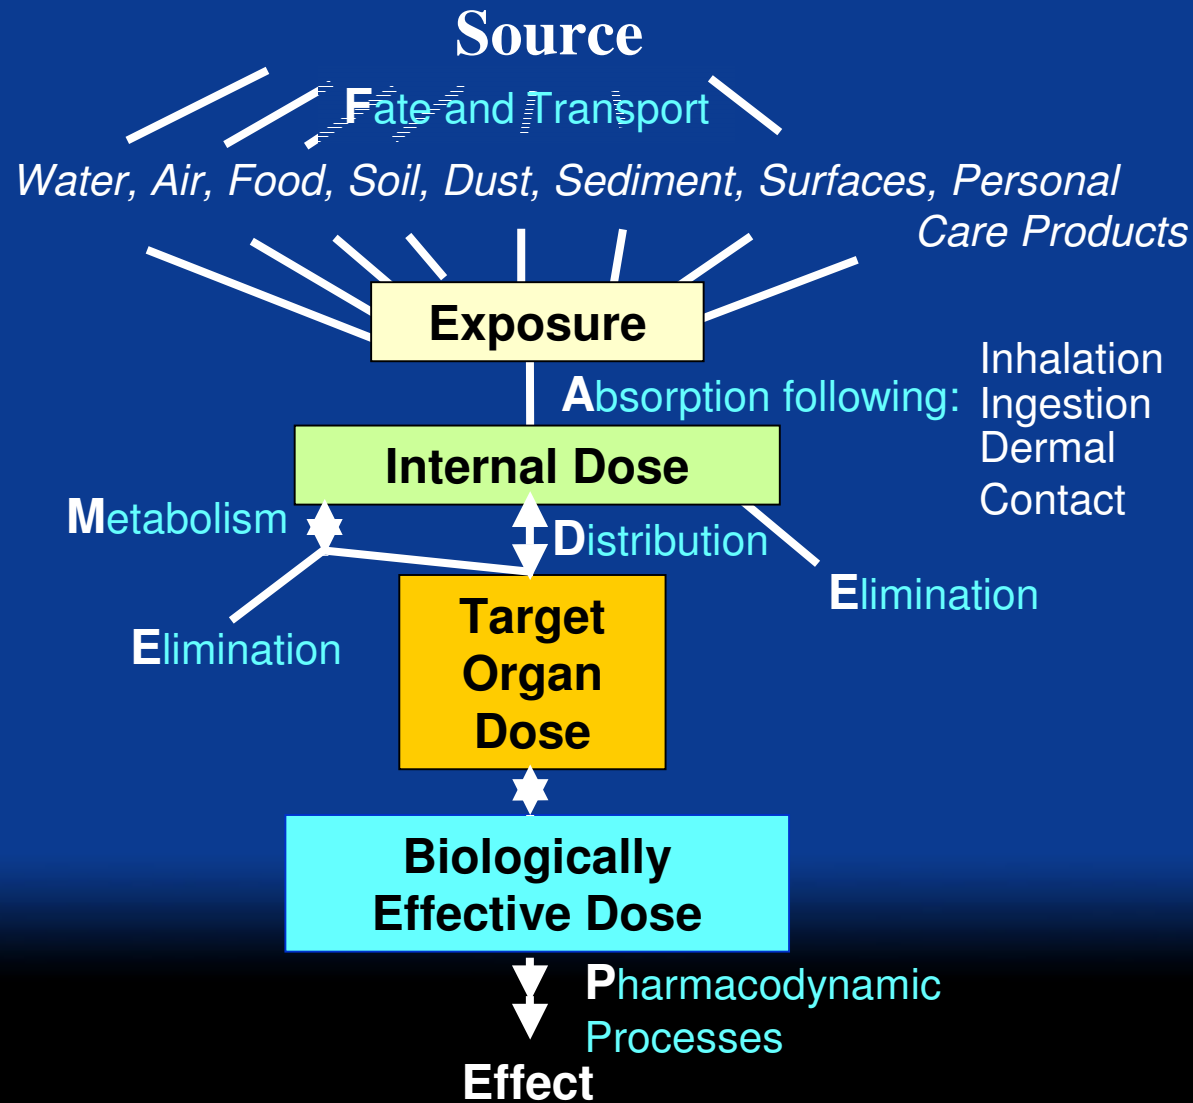 Source
Fate and Transport
Water, Air, Food, Soil, Dust, Sediment, Surfaces, Personal
Care Products
Exposure
Absorption following:
Inhalation
Ingestion
Dermal
Contact
Internal Dose
Metabolism
Distribution
Elimination
Elimination
Target
Organ
Dose
Biologically
Effective Dose
Pharmacodynamic
Processes
Effect